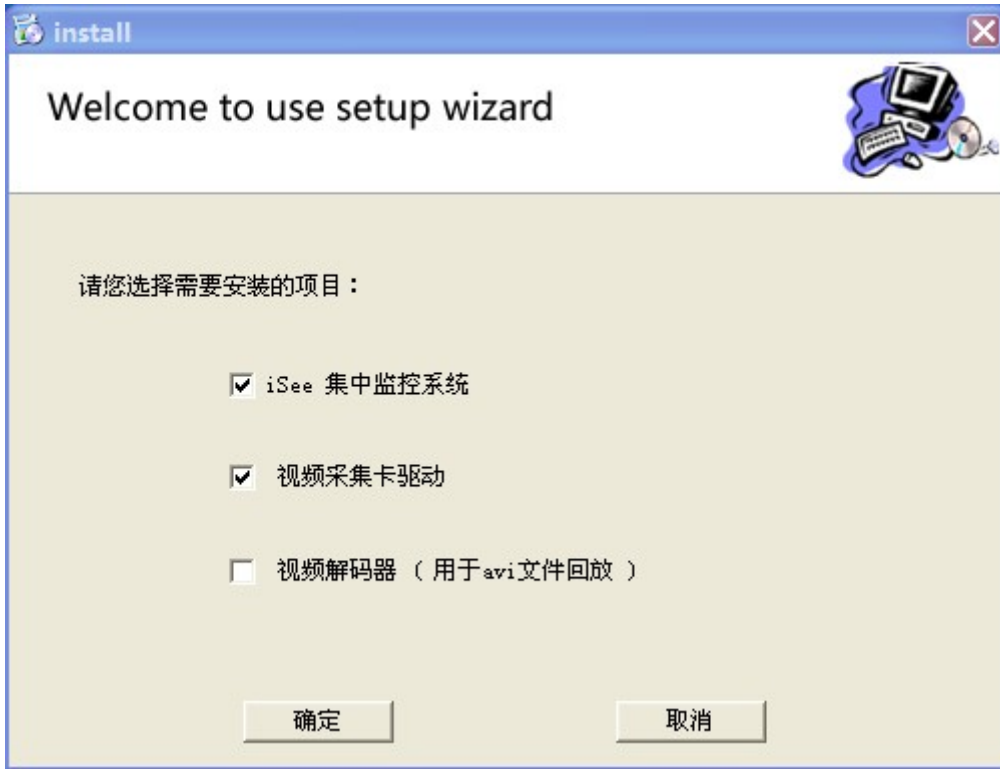 install
Welcome to use setup wizard
请您选择需要安装的项目：
iSee 集中监控系统
视频采集卡驱动
视频解码器 （ 用于avi文件回放 ）
确定
取消